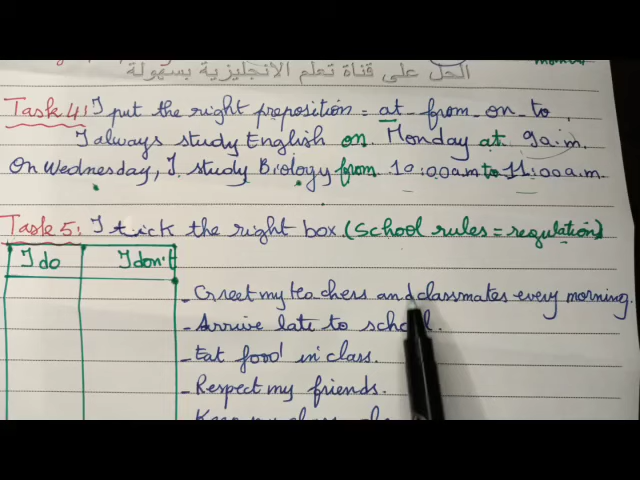 الحل على قناة تعلم الانجليزية بسهولة
Task 4: I put the right preposition = at - from - on - to.
I always study English on Monday at 9a.m.
On Wednesday, I study Biology from 10:00am to 11:00a.m.
Task 5: I tick the right box. (School rules = regulation)
I do I don't
- Greet my teachers and classmates every morning.
- Arrive late to school.
- Eat food in class.
- Respect my friends.